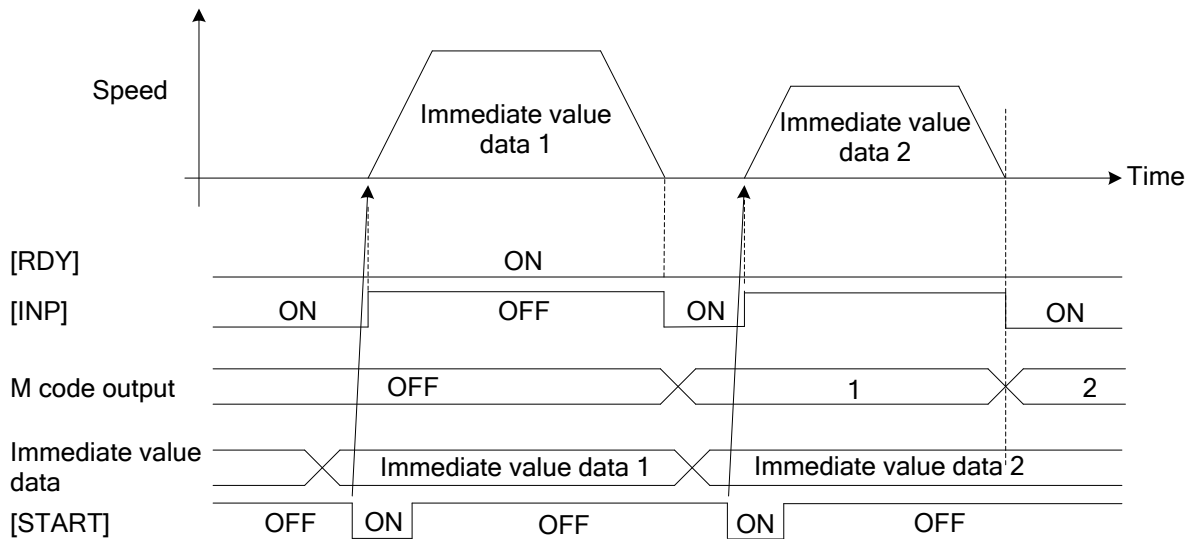 Speed
Immediate value
data 1
Immediate value
data 2
Time
[RDY]
ON
[INP]
ON
OFF
ON
ON
M code output
OFF
1
2
Immediate value
data
Immediate value data 1
Immediate value data 2
[START]
OFF
ON
OFF
ON
OFF